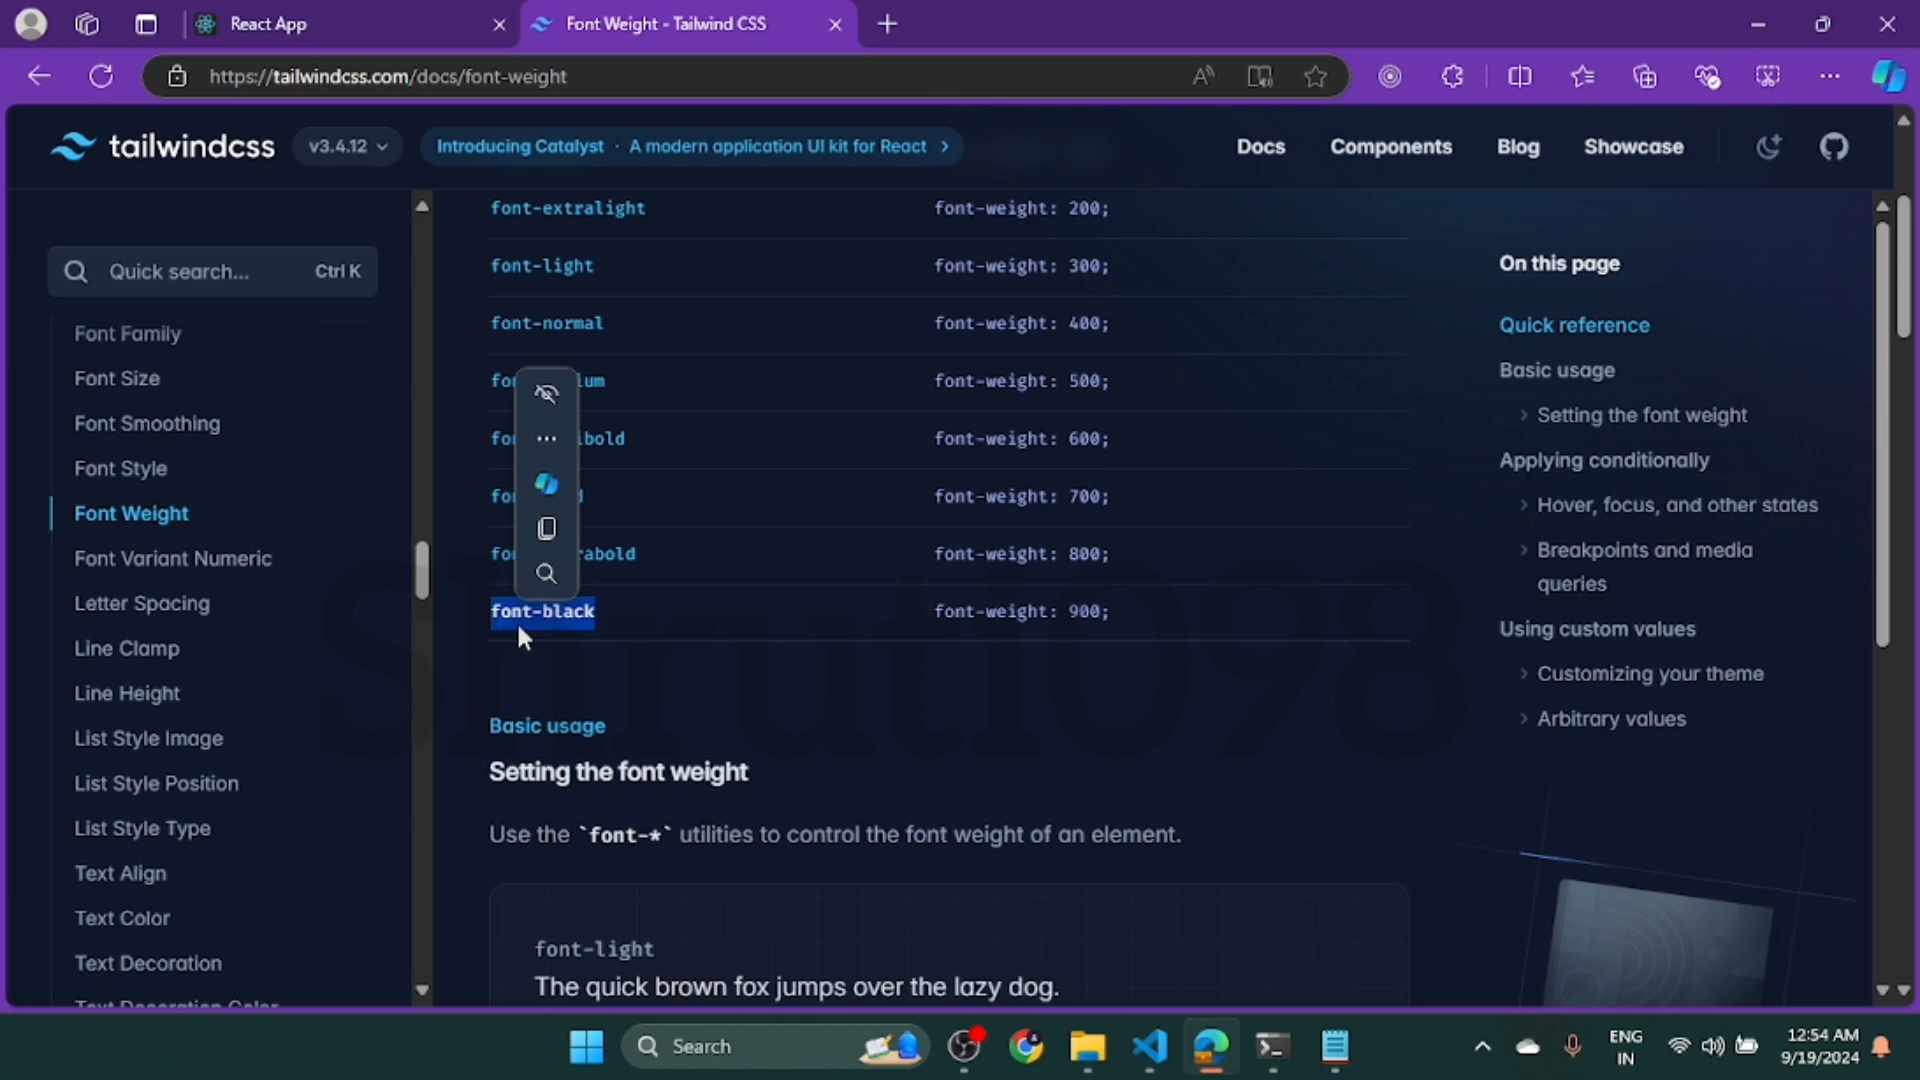 React App
Font Weight - Tailwind CSS
https://tailwindcss.com/docs/font-weight
tailwindcss
v3.4.12
Introducing Catalyst · A modern application UI kit for React
Docs
Components
Blog
Showcase
Quick search...
Ctrl K
Font Family
Font Size
Font Smoothing
Font Style
Font Weight
Font Variant Numeric
Letter Spacing
Line Clamp
Line Height
List Style Image
List Style Position
List Style Type
Text Align
Text Color
Text Decoration
Text Decoration Color
font-extralight font-weight: 200;
font-light font-weight: 300;
font-normal font-weight: 400;
font-weight: 500;
font-weight: 600;
font-weight: 700;
font-weight: 800;
font-black font-weight: 900;
Basic usage
Setting the font weight
Use the `font-*` utilities to control the font weight of an element.
font-light
The quick brown fox jumps over the lazy dog.
On this page
Quick reference
Basic usage
Setting the font weight
Applying conditionally
Hover, focus, and other states
Breakpoints and media
queries
Using custom values
Customizing your theme
Arbitrary values
Shruti098
Search
ENG
IN
12:54 AM
9/19/2024